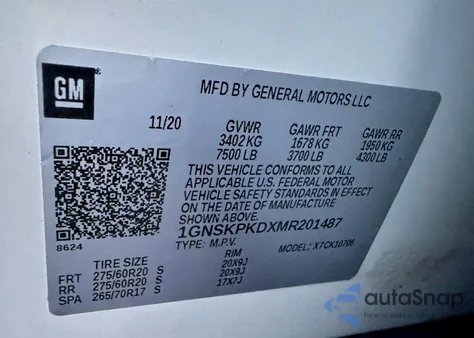 GM
MFD BY GENERAL MOTORS LLC
11/20 GVWR GAWR FRT GAWR RR
3402 KG 1678 KG 1950 KG
7500 LB 3700 LB 4300 LB
THIS VEHICLE CONFORMS TO ALL
APPLICABLE U.S. FEDERAL MOTOR
VEHICLE SAFETY STANDARDS IN EFFECT
ON THE DATE OF MANUFACTURE
SHOWN ABOVE.
1GNSKPKDXMR201487
8624 TYPE: M.P.V. MODEL: X7CK10706
TIRE SIZE RIM
FRT 275/60R20 S 20X9J
RR 275/60R20 S 20X9J
SPA 265/70R17 S 17X7J
autoSnap